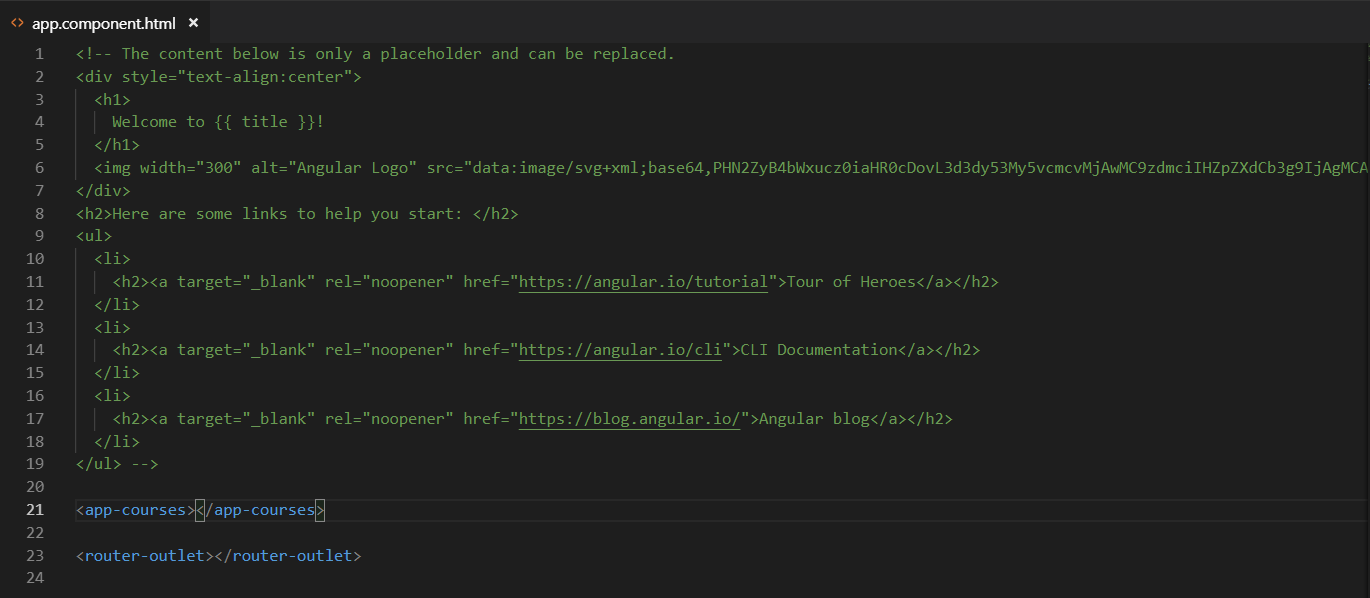 app.component.html
1 <!-- The content below is only a placeholder and can be replaced.
2 <div style="text-align:center">
3 <h1>
4 Welcome to {{ title }}!
5 </h1>
6 <img width="300" alt="Angular Logo" src="data:image/svg+xml;base64,PHN2ZyB4bWxucz0iaHR0cDovL3d3dy53My5vcmcvMjAwMC9zdmciIHZpZXdCb3g9IjAgMCA
7 </div>
8 <h2>Here are some links to help you start: </h2>
9 <ul>
10 <li>
11 <h2><a target="_blank" rel="noopener" href="https://angular.io/tutorial">Tour of Heroes</a></h2>
12 </li>
13 <li>
14 <h2><a target="_blank" rel="noopener" href="https://angular.io/cli">CLI Documentation</a></h2>
15 </li>
16 <li>
17 <h2><a target="_blank" rel="noopener" href="https://blog.angular.io/">Angular blog</a></h2>
18 </li>
19 </ul> -->
20
21 <app-courses></app-courses>
22
23 <router-outlet></router-outlet>
24